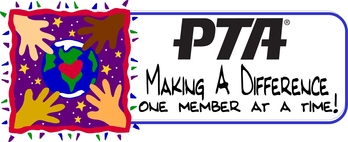 PTA®
MAKING A DIFFERENCE
ONE MEMBER AT A TIME!